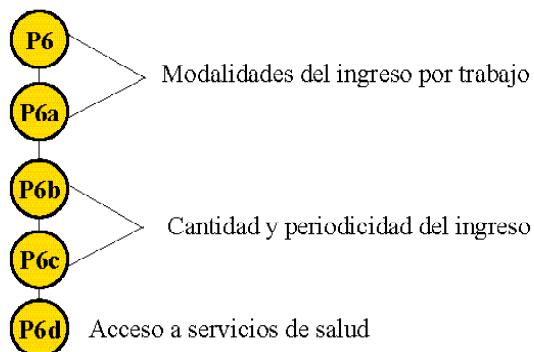 P6
Modalidades del ingreso por trabajo
P6a
P6b
Cantidad y periodicidad del ingreso
P6c
P6d Acceso a servicios de salud